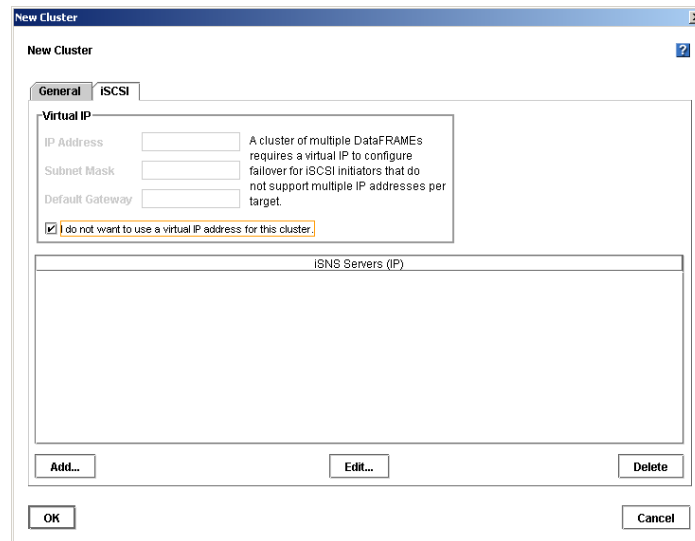 New Cluster
New Cluster
?
General iSCSI
Virtual IP
IP Address
Subnet Mask
Default Gateway
A cluster of multiple DataFRAMEs
requires a virtual IP to configure
failover for iSCSI initiators that do
not support multiple IP addresses per
target.
I do not want to use a virtual IP address for this cluster.
iSNS Servers (IP)
Add... Edit... Delete
OK Cancel